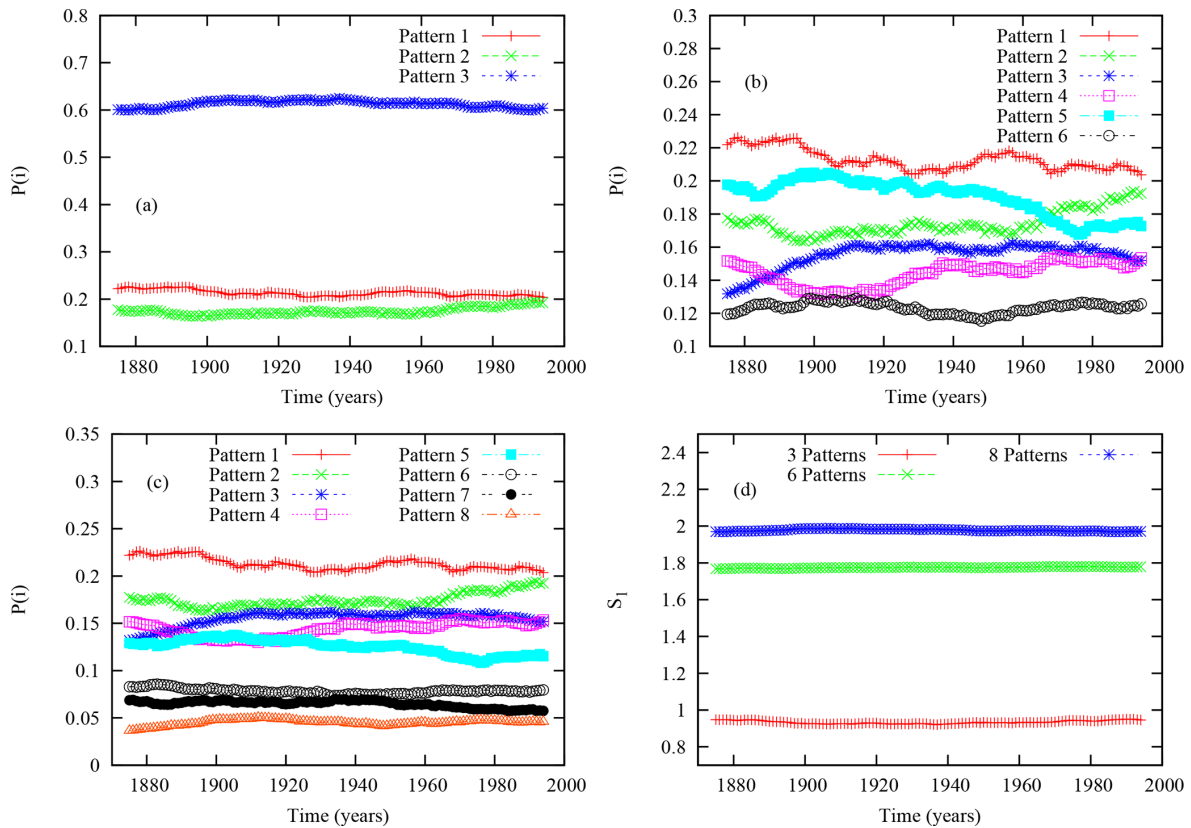 0.8
0.7
0.6
0.5
0.4
0.3
0.2
0.1
P(i)
Pattern 1
Pattern 2
Pattern 3
(a)
1880 1900 1920 1940 1960 1980 2000
Time (years)
0.3
0.28
0.26
0.24
0.22
0.2
0.18
0.16
0.14
0.12
0.1
P(i)
Pattern 1
Pattern 2
Pattern 3
Pattern 4
Pattern 5
Pattern 6
(b)
1880 1900 1920 1940 1960 1980 2000
Time (years)
0.35
0.3
0.25
0.2
0.15
0.1
0.05
0
P(i)
Pattern 1
Pattern 2
Pattern 3
Pattern 4
Pattern 5
Pattern 6
Pattern 7
Pattern 8
(c)
1880 1900 1920 1940 1960 1980 2000
Time (years)
2.4
2.2
2
1.8
1.6
1.4
1.2
1
0.8
S1
3 Patterns
6 Patterns
8 Patterns
(d)
1880 1900 1920 1940 1960 1980 2000
Time (years)